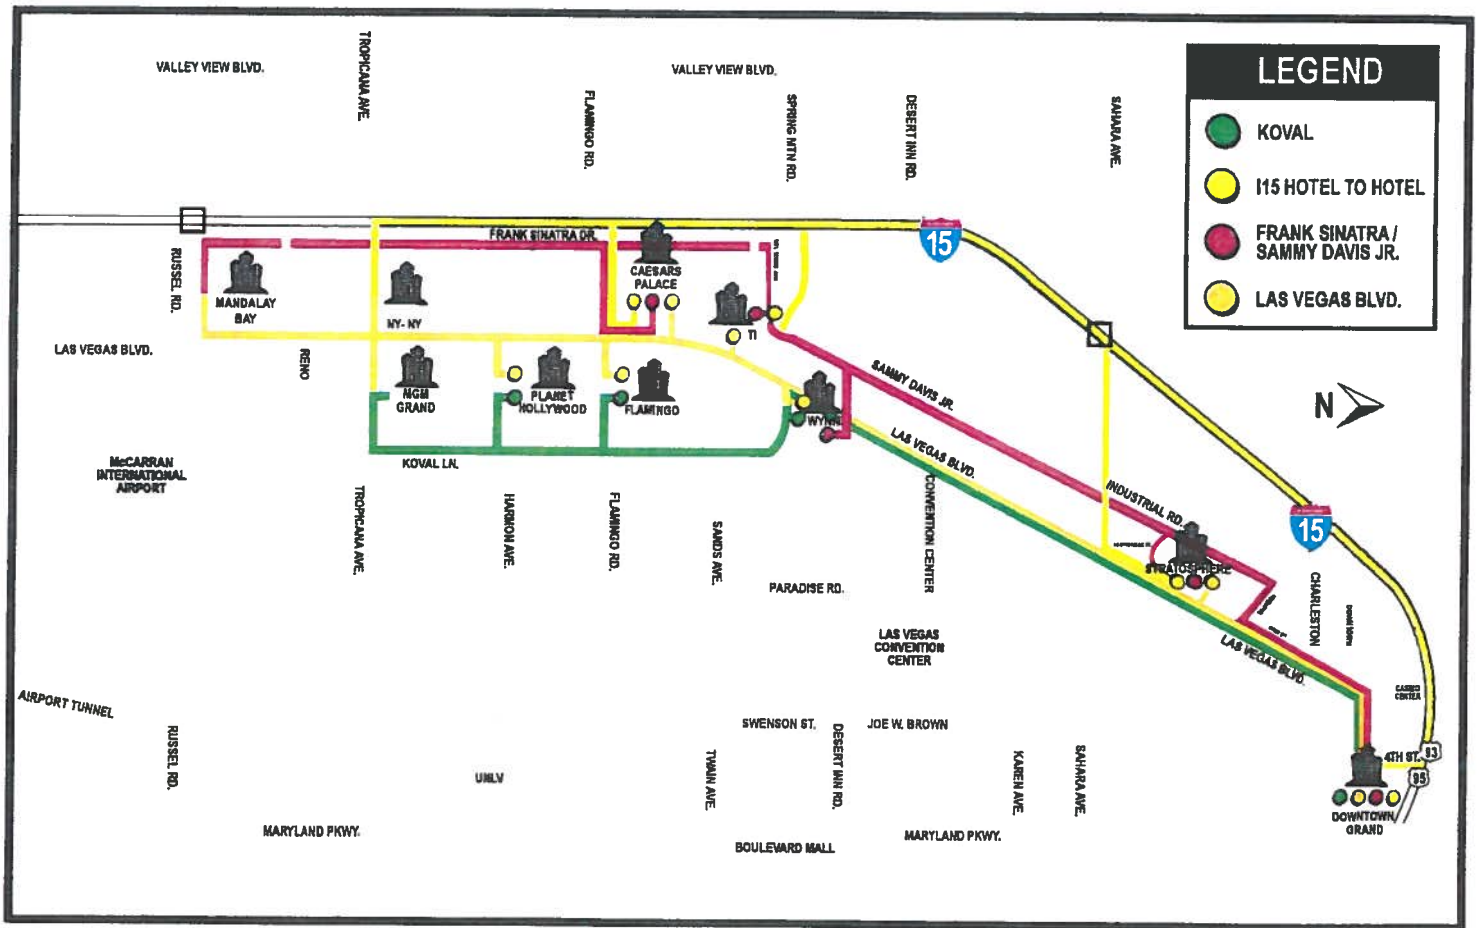 VALLEY VIEW BLVD.
TROPICANA AVE.
VALLEY VIEW BLVD.
FLAMINGO RD.
SPRING MTN RD.
DESERT INN RD.
SAHARA AVE.
LEGEND
KOVAL
I15 HOTEL TO HOTEL
FRANK SINATRA /
SAMMY DAVIS JR.
LAS VEGAS BLVD.
RUSSEL RD.
FRANK SINATRA DR.
15
CAESARS
PALACE
MANDALAY
BAY
NY- NY
TI
LAS VEGAS BLVD.
RENO
MGM
GRAND
PLANET
HOLLYWOOD
FLAMINGO
WYNN
SAMMY DAVIS JR.
N
LAS VEGAS BLVD.
KOVAL LN.
McCARRAN
INTERNATIONAL
AIRPORT
TROPICANA AVE.
HARMON AVE.
FLAMINGO RD.
SANDS AVE.
CONVENTION CENTER
INDUSTRIAL RD.
15
STRATOSPHERE
PARADISE RD.
CHARLESTON
LAS VEGAS
CONVENTION
CENTER
LAS VEGAS BLVD.
CASINO
CENTER
AIRPORT TUNNEL
RUSSEL RD.
SWENSON ST.
DESERT INN RD.
JOE W. BROWN
UNLV
TWAIN AVE.
KAREN AVE.
SAHARA AVE.
4TH ST.
93
95
DOWNTOWN
GRAND
MARYLAND PKWY.
BOULEVARD MALL
MARYLAND PKWY.